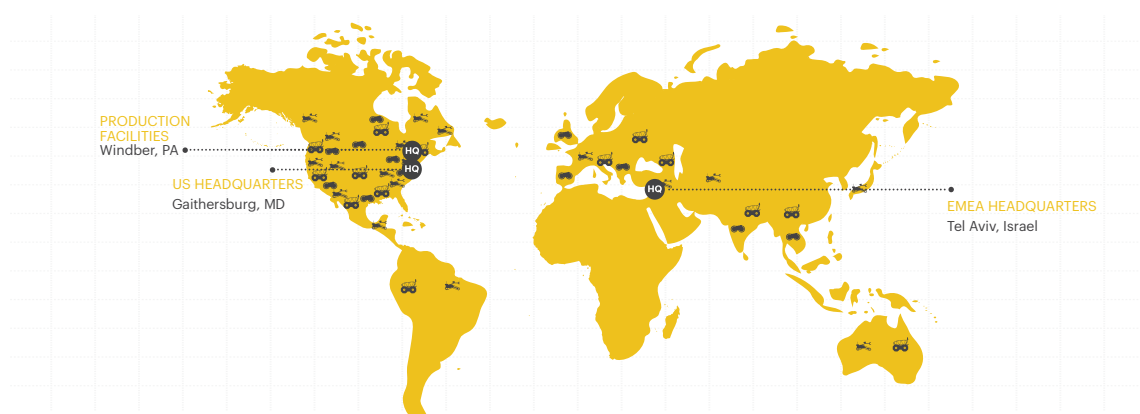 PRODUCTION
FACILITIES
Windber, PA
HQ
HQ
US HEADQUARTERS
Gaithersburg, MD
HQ
EMEA HEADQUARTERS
Tel Aviv, Israel